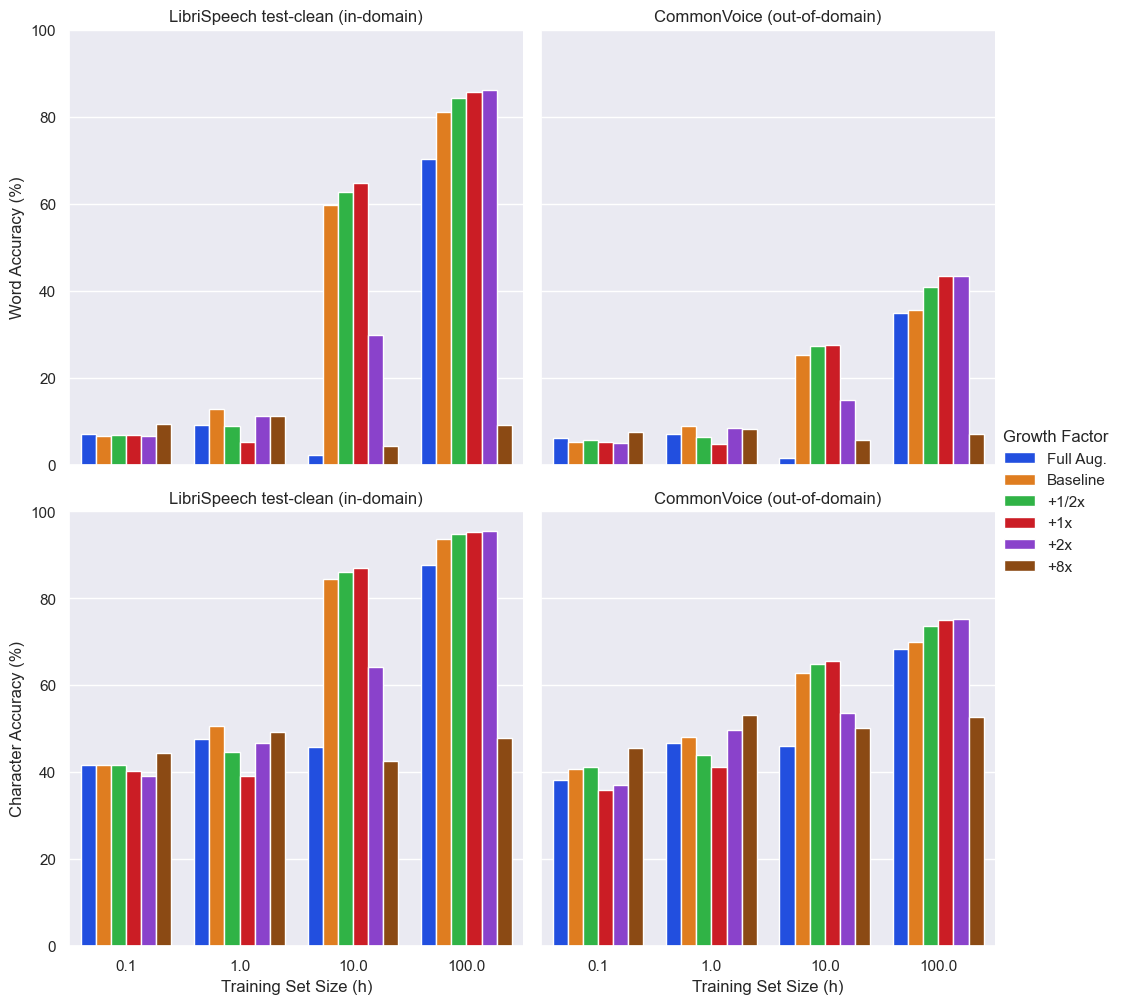 LibriSpeech test-clean (in-domain)
CommonVoice (out-of-domain)
100
80
60
40
20
0
Word Accuracy (%)
Growth Factor
Full Aug.
Baseline
+1/2x
+1x
+2x
+8x
LibriSpeech test-clean (in-domain)
CommonVoice (out-of-domain)
100
80
60
40
20
0
Character Accuracy (%)
0.1 1.0 10.0 100.0
Training Set Size (h)
0.1 1.0 10.0 100.0
Training Set Size (h)